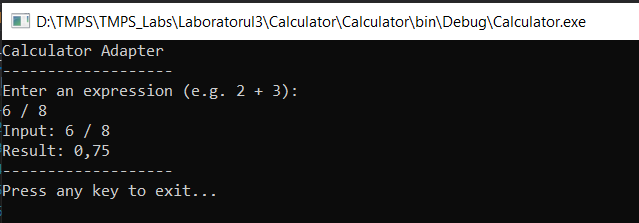 D:\TMPS\TMPS_Labs\Laboratorul3\Calculator\Calculator\bin\Debug\Calculator.exe
Calculator Adapter
-------------------
Enter an expression (e.g. 2 + 3):
6 / 8
Input: 6 / 8
Result: 0,75
-------------------
Press any key to exit...